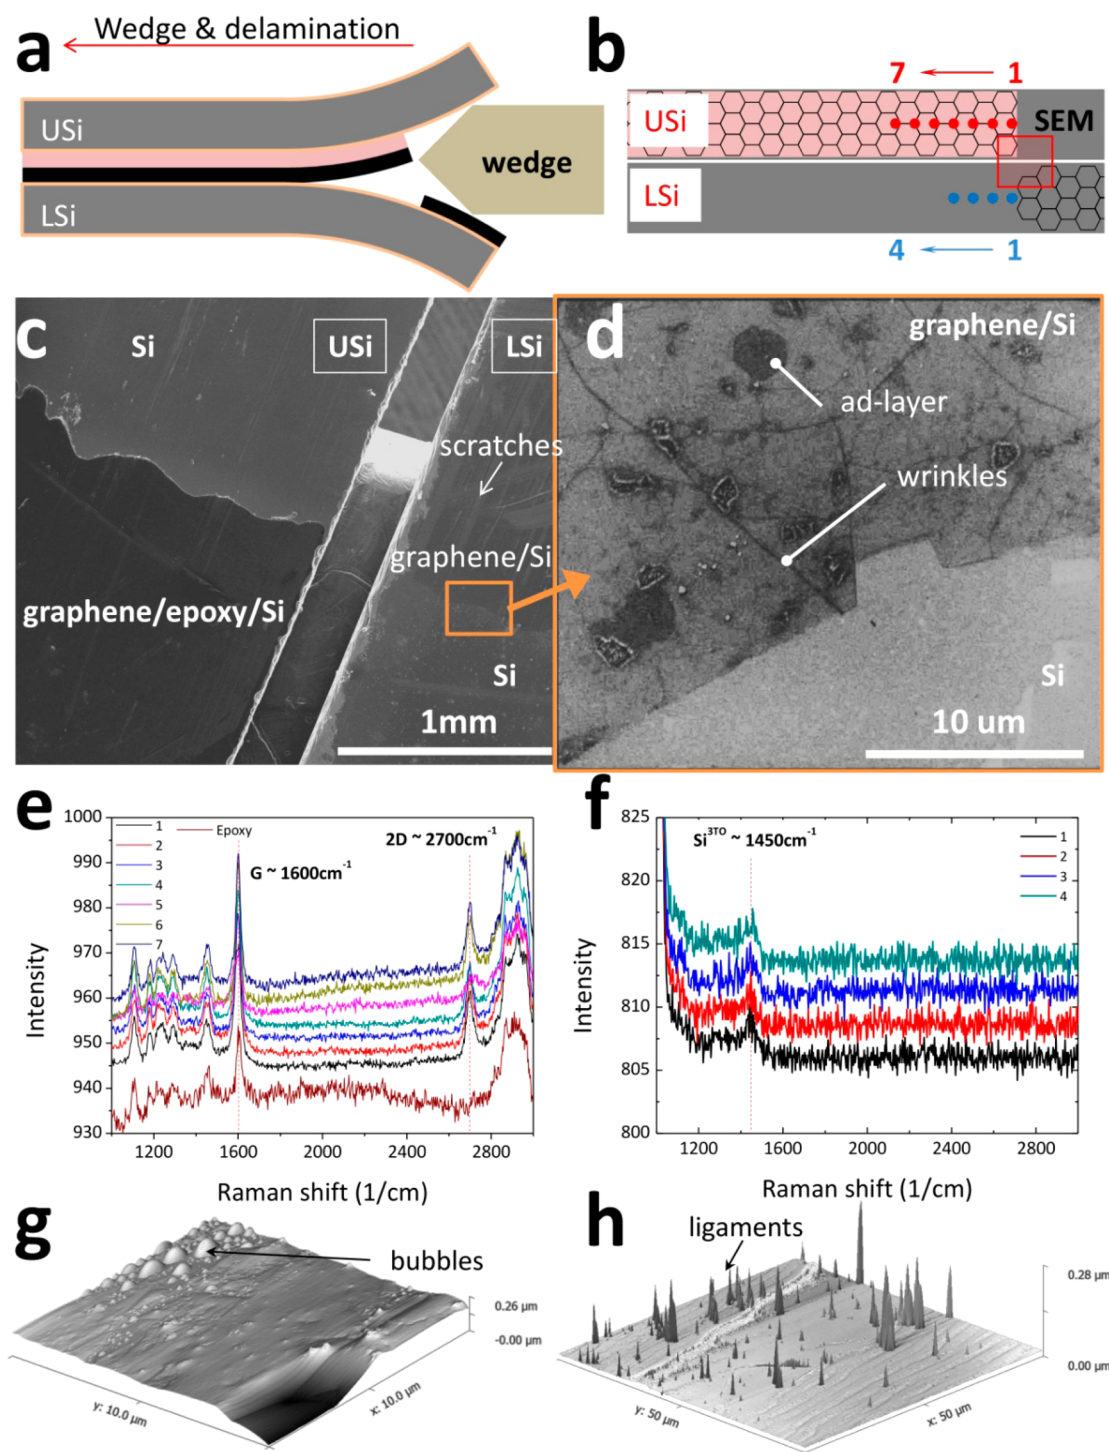 a
Wedge & delamination
USi
LSi
wedge
b
7
1
USi
SEM
LSi
4
1
c
Si
USi
LSi
scratches
graphene/Si
graphene/epoxy/Si
Si
1mm
d
graphene/Si
ad-layer
wrinkles
Si
10 um
e
1000
990
980
970
960
950
940
930
1200
1600
2000
2400
2800
Intensity
Raman shift (1/cm)
1
2
3
4
5
6
7
Epoxy
2D ~ 2700cm⁻¹
G ~ 1600cm⁻¹
f
825
820
815
810
805
800
1200
1600
2000
2400
2800
Intensity
Raman shift (1/cm)
Si³ᵀᴼ ~ 1450cm⁻¹
1
2
3
4
g
bubbles
0.26 µm
-0.00 µm
y: 10.0 µm
x: 10.0 µm
h
ligaments
0.28 µm
0.00 µm
y: 50 µm
x: 50 µm